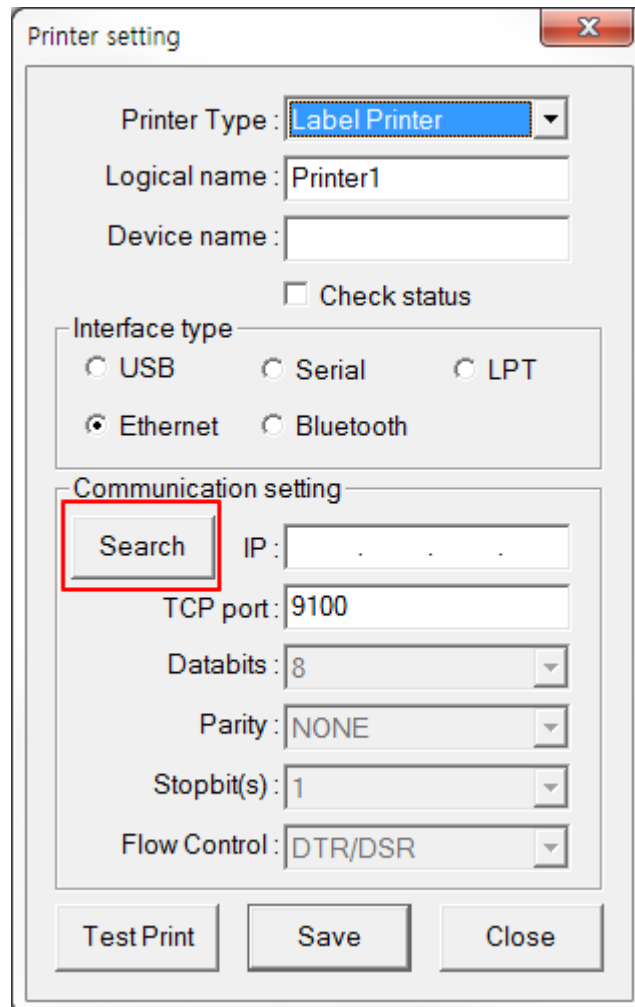 Printer setting
Printer Type : Label Printer
Logical name : Printer1
Device name :
Check status
Interface type
USB Serial LPT
Ethernet Bluetooth
Communication setting
Search IP : . . .
TCP port : 9100
Databits : 8
Parity : NONE
Stopbit(s) : 1
Flow Control : DTR/DSR
Test Print Save Close